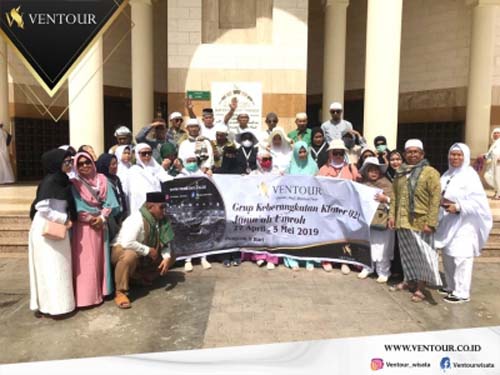 VENTOUR
VENTOUR
Grup Keberangkatan Kloter 021
Jama'ah Umroh
27 April - 5 Mei 2019
WWW.VENTOUR.CO.ID
Ventour_wisata
Ventourwisata